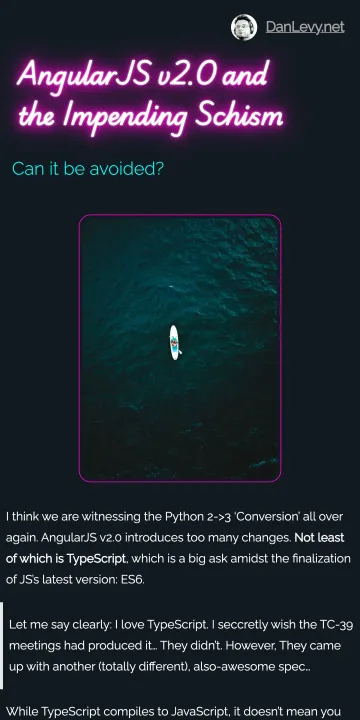 DanLevy.net
AngularJS v2.0 and
the Impending Schism
Can it be avoided?
I think we are witnessing the Python 2->3 ‘Conversion’ all over
again. AngularJS v2.0 introduces too many changes. Not least
of which is TypeScript, which is a big ask amidst the finalization
of JS’s latest version: ES6.
Let me say clearly: I love TypeScript. I seccretly wish the TC-39
meetings had produced it… They didn’t. However, They came
up with another (totally different), also-awesome spec…
While TypeScript compiles to JavaScript, it doesn’t mean you